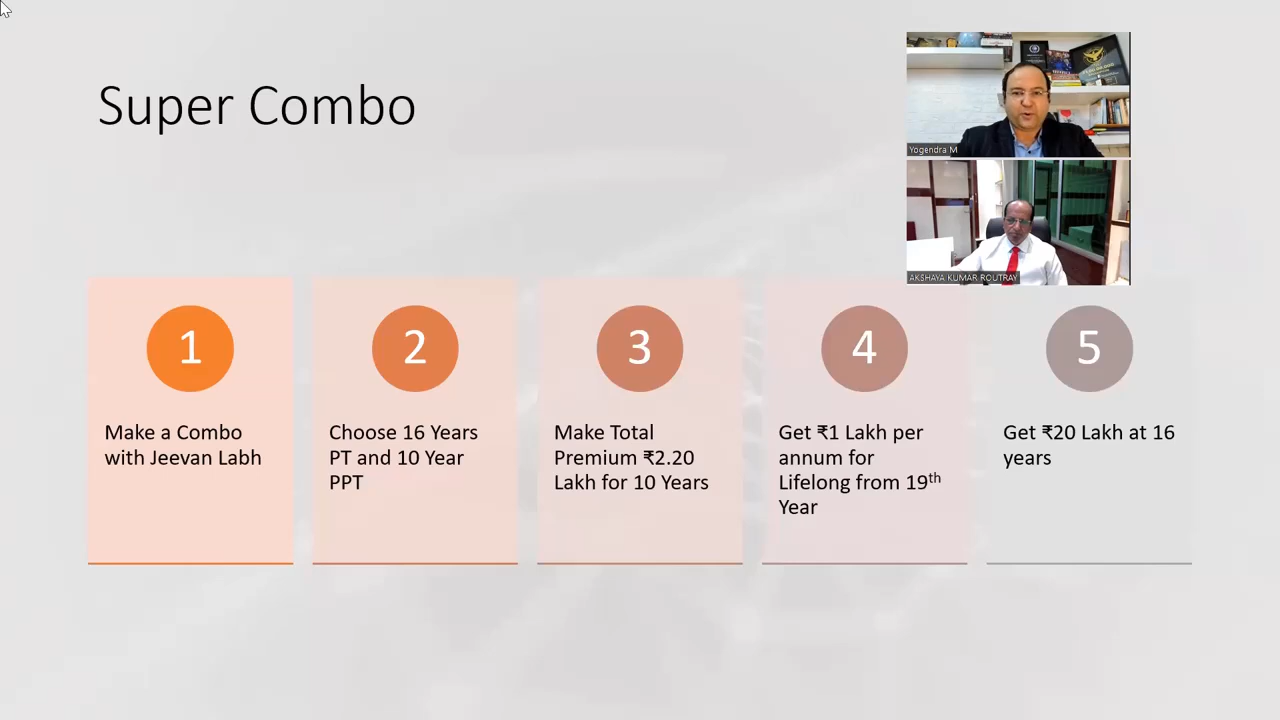 Super Combo
Yogendra M
AKSHAYA KUMAR ROUTRAY
1
Make a Combo
with Jeevan Labh
2
Choose 16 Years
PT and 10 Year
PPT
3
Make Total
Premium ₹2.20
Lakh for 10 Years
4
Get ₹1 Lakh per
annum for
Lifelong from 19th
Year
5
Get ₹20 Lakh at 16
years